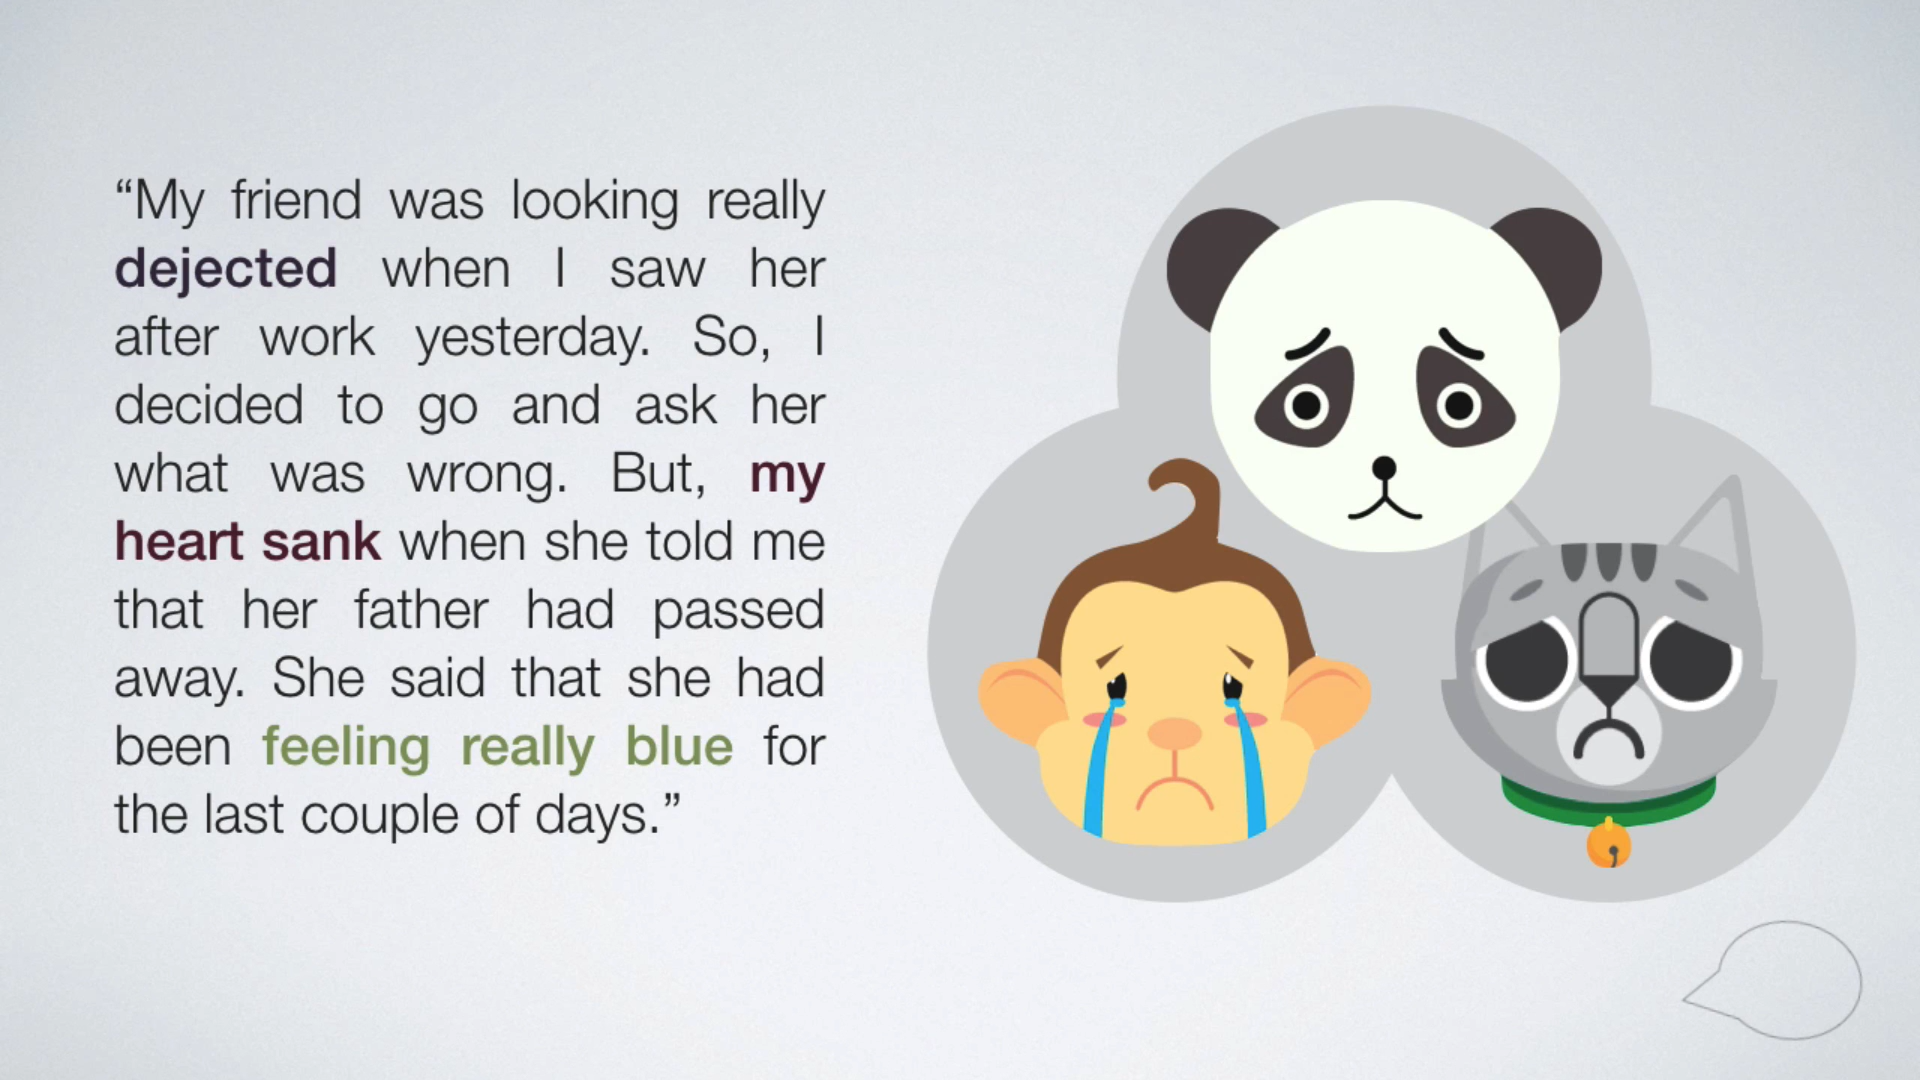 “My friend was looking really
dejected when I saw her
after work yesterday. So, I
decided to go and ask her
what was wrong. But, my
heart sank when she told me
that her father had passed
away. She said that she had
been feeling really blue for
the last couple of days.”